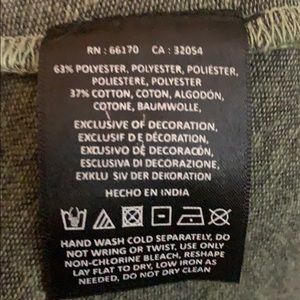 RN : 66170 CA : 32054
63% POLYESTER, POLYESTER, POLIÉSTER,
POLIESTERE, POLYESTER
37% COTTON, COTON, ALGODÓN,
COTONE, BAUMWOLLE,
EXCLUSIVE OF DECORATION,
EXCLUSIF DE DÉCORATION,
EXCLUSIVO DE DECORACIÓN,
ESCLUSIVA DI DECORAZIONE,
EXKLU SIV DER DEKORATION
HECHO EN INDIA
HAND WASH COLD SEPARATELY, DO
NOT WRING OR TWIST, USE ONLY
NON-CHLORINE BLEACH, RESHAPE
LAY FLAT TO DRY, LOW IRON AS
NEEDED, DO NOT DRYCLEAN